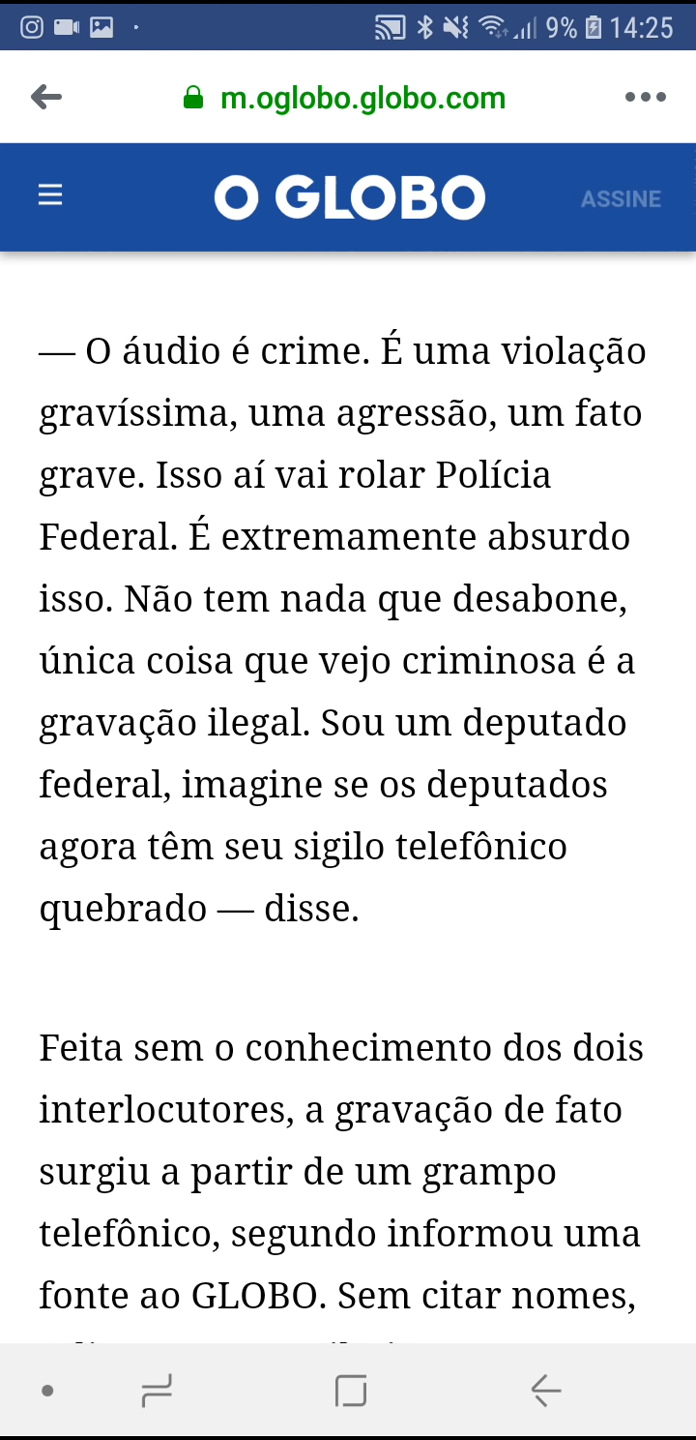 9% 14:25
m.oglobo.globo.com
O GLOBO
ASSINE
— O áudio é crime. É uma violação
gravíssima, uma agressão, um fato
grave. Isso aí vai rolar Polícia
Federal. É extremamente absurdo
isso. Não tem nada que desabone,
única coisa que vejo criminosa é a
gravação ilegal. Sou um deputado
federal, imagine se os deputados
agora têm seu sigilo telefônico
quebrado — disse.
Feita sem o conhecimento dos dois
interlocutores, a gravação de fato
surgiu a partir de um grampo
telefônico, segundo informou uma
fonte ao GLOBO. Sem citar nomes,